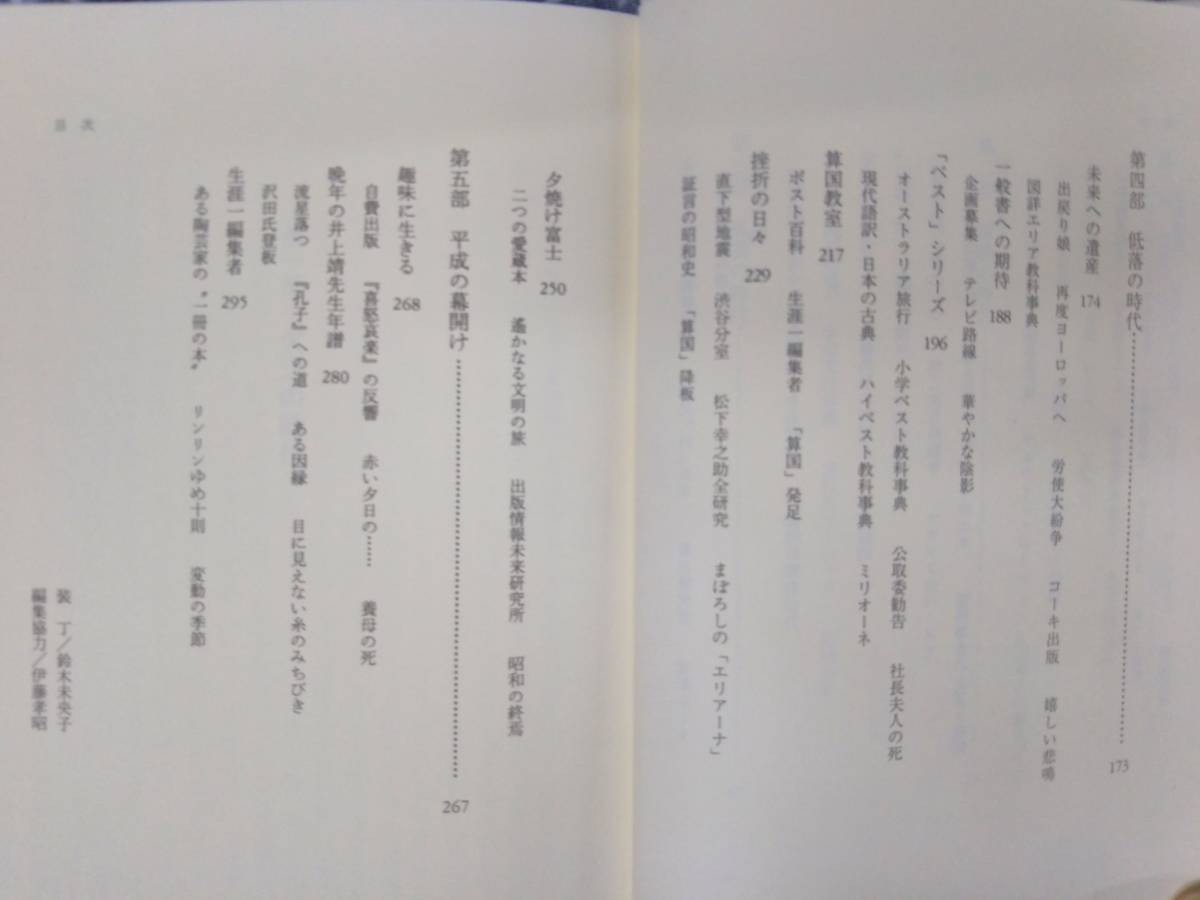 第四部 低落の時代 173
未来への遺産 174
出戻り娘 再度ヨーロッパへ 労使大紛争 コーキ出版 嬉しい悲鳴
図詳エリア教科事典
一般書への期待 188
企画募集 テレビ路線 華やかな陰影
「ベスト」シリーズ 196
オーストラリア旅行 小学ベスト教科事典 公取委勧告 社長夫人の死
現代語訳・日本の古典 ハイベスト教科事典 ミリオーネ
算国教室 217
ポスト百科 生涯一編集者 「算国」発足
挫折の日々 229
直下型地震 渋谷分室 松下幸之助全研究 まぼろしの「エリアーナ」
証言の昭和史 「算国」降板
夕焼け富士 250
二つの愛蔵本 遙かなる文明の旅 出版情報未来研究所 昭和の終焉
第五部 平成の幕開け 267
趣味に生きる 268
自費出版 『喜怒哀楽』の反響 赤い夕日の…… 養母の死
晩年の井上靖先生年譜 280
流星落つ 『孔子』への道 ある因縁 目に見えない糸のみちびき
沢田氏登板
生涯一編集者 295
ある陶芸家の〝一冊の本〟 リンリンゆめ十則 変動の季節
目次
装丁/鈴木未央子
編集協力/伊藤孝昭